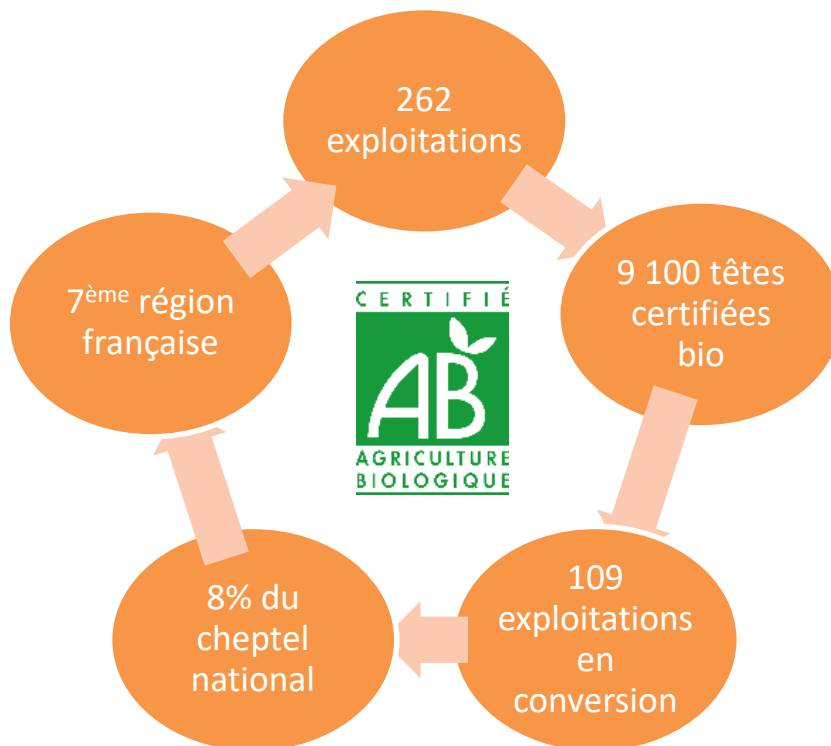 262
exploitations
9 100 têtes
certifiées
bio
109
exploitations
en
conversion
8% du
cheptel
national
7ème région
française
CERTIFIÉ
AB
AGRICULTURE
BIOLOGIQUE